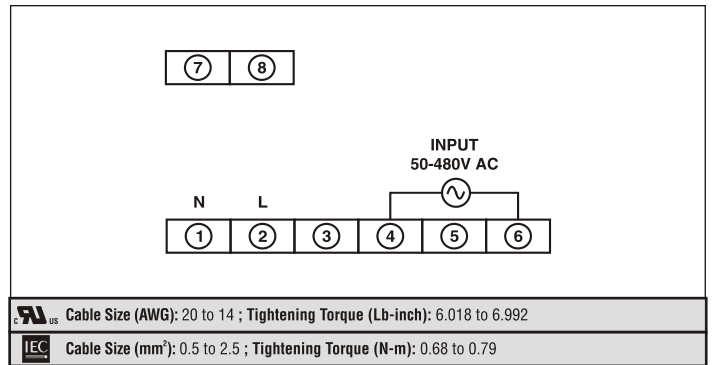 7 8
INPUT
50-480V AC
N L
1 2 3 4 5 6
c RU US Cable Size (AWG): 20 to 14 ; Tightening Torque (Lb-inch): 6.018 to 6.992
IEC Cable Size (mm²): 0.5 to 2.5 ; Tightening Torque (N-m): 0.68 to 0.79